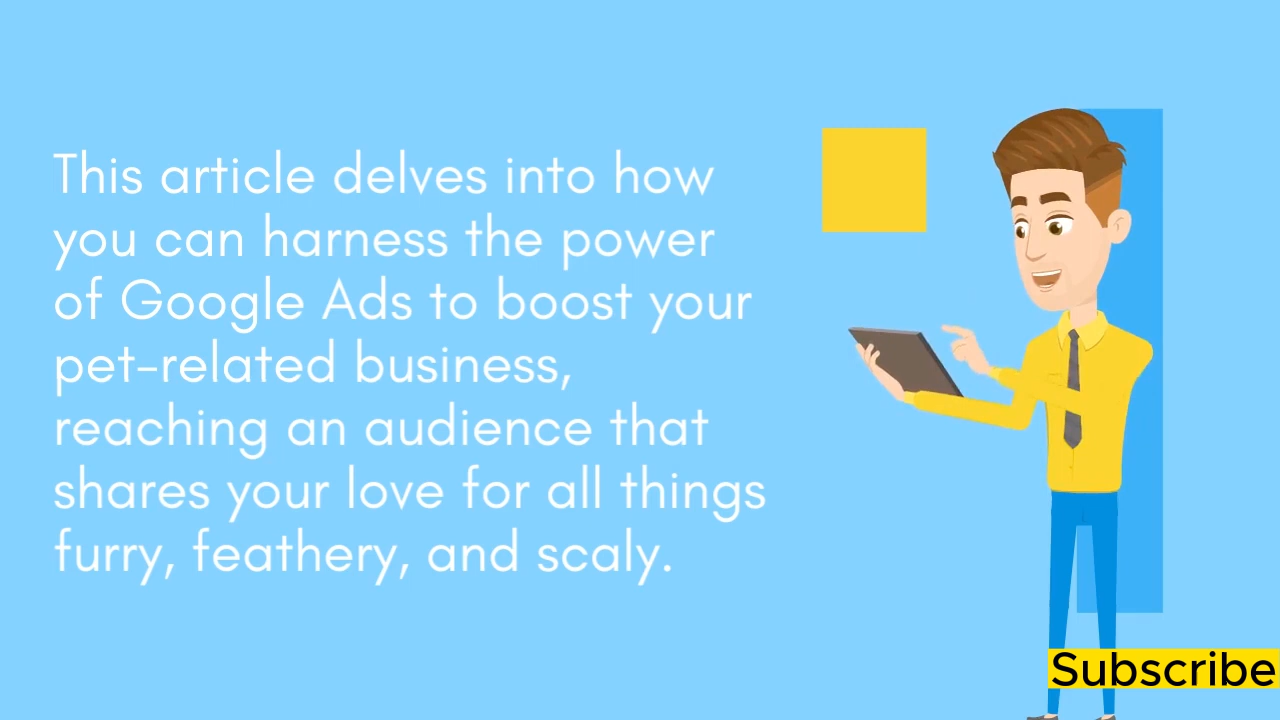 This article delves into how
you can harness the power
of Google Ads to boost your
pet-related business,
reaching an audience that
shares your love for all things
furry, feathery, and scaly.
Subscribe